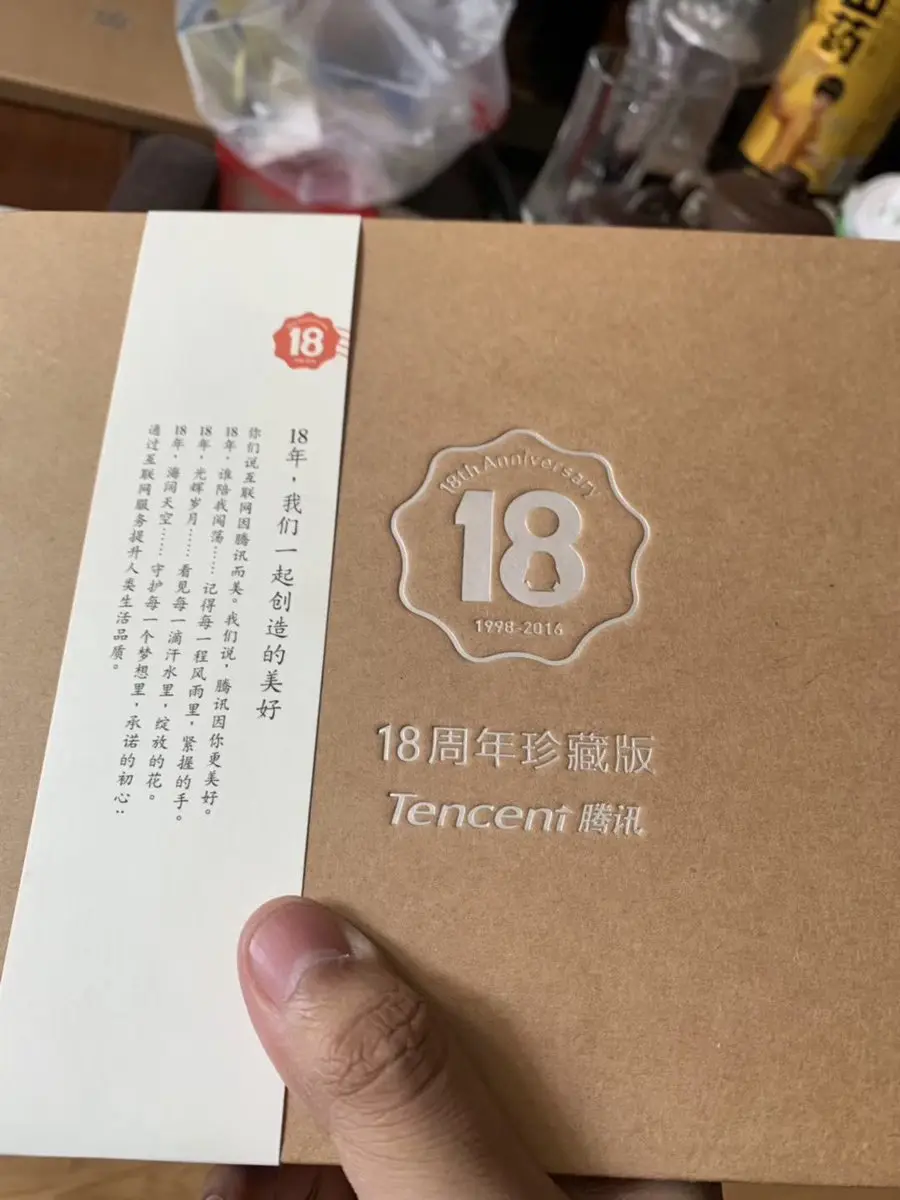 18
18年，我们一起创造的美好
你们说互联网因腾讯而美。我们说，腾讯因你更美好。
18年，谁陪我闯荡……记得每一程风雨里，紧握的手。
18年，光辉岁月……看见每一滴汗水里，绽放的花。
18年，海阔天空……守护每一个梦想里，承诺的初心：
通过互联网服务提升人类生活品质。
18th Anniversary
18
1998-2016
18周年珍藏版
Tencent 腾讯